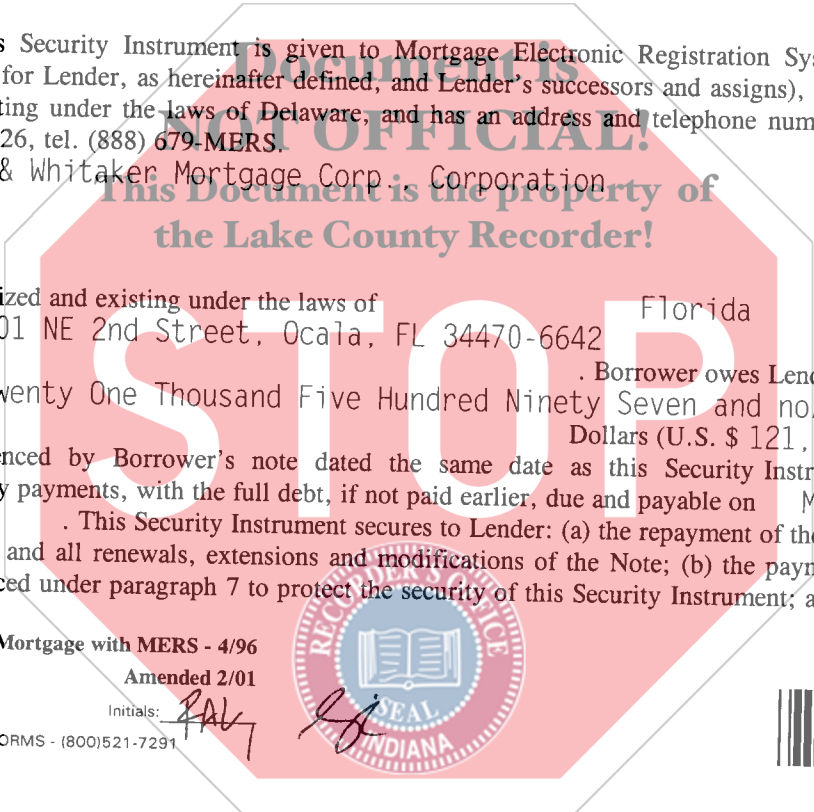 s Security Instrument is given to Mortgage Electronic Registration Sys
Document is
for Lender, as hereinafter defined, and Lender's successors and assigns),
ting under the laws of Delaware, and has an address and telephone num
NOT OFFICIAL!
26, tel. (888) 679-MERS.
& Whitaker Mortgage Corp., Corporation
This Document is the property of
the Lake County Recorder!
ized and existing under the laws of Florida
01 NE 2nd Street, Ocala, FL 34470-6642
STOP
. Borrower owes Lend
wenty One Thousand Five Hundred Ninety Seven and no
Dollars (U.S. $ 121,
enced by Borrower's note dated the same date as this Security Instr
y payments, with the full debt, if not paid earlier, due and payable on M
. This Security Instrument secures to Lender: (a) the repayment of the
and all renewals, extensions and modifications of the Note; (b) the paym
ced under paragraph 7 to protect the security of this Security Instrument; a
RECORDER'S OFFICE
SEAL
INDIANA
Mortgage with MERS - 4/96
Amended 2/01
Initials:
ORMS - (800)521-7291